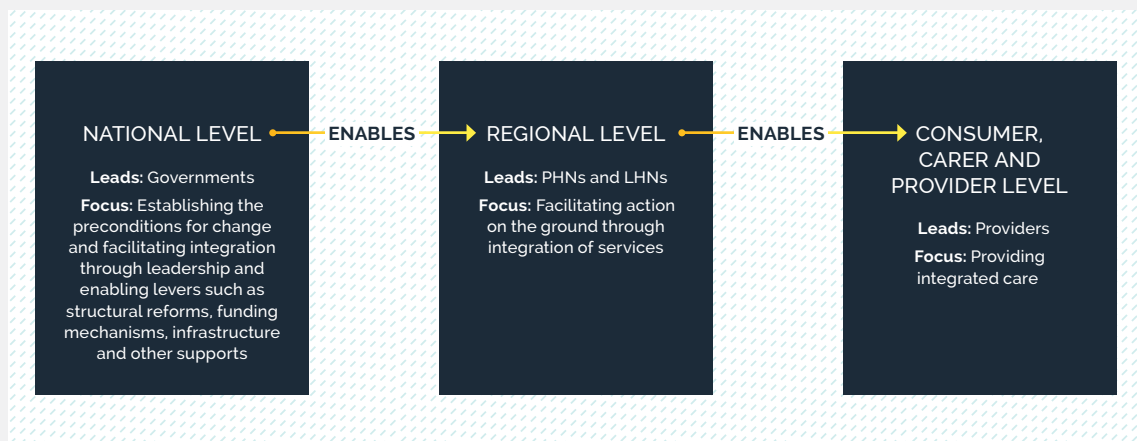 NATIONAL LEVEL
Leads: Governments
Focus: Establishing the
preconditions for change
and facilitating integration
through leadership and
enabling levers such as
structural reforms, funding
mechanisms, infrastructure
and other supports
ENABLES
REGIONAL LEVEL
Leads: PHNs and LHNs
Focus: Facilitating action
on the ground through
integration of services
ENABLES
CONSUMER,
CARER AND
PROVIDER LEVEL
Leads: Providers
Focus: Providing
integrated care